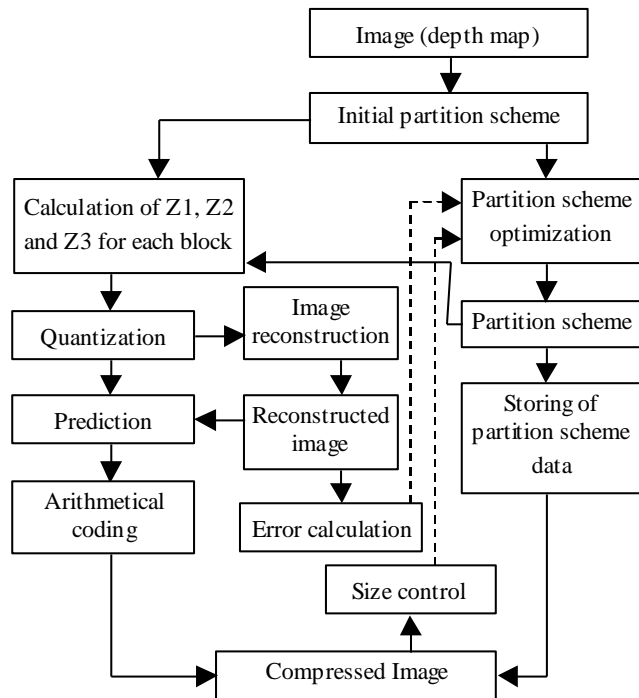 Image (depth map)
Initial partition scheme
Calculation of Z1, Z2
and Z3 for each block
Partition scheme
optimization
Image
reconstruction
Quantization
Partition scheme
Prediction
Reconstructed
image
Storing of
partition scheme
data
Arithmetical
coding
Error calculation
Size control
Compressed Image